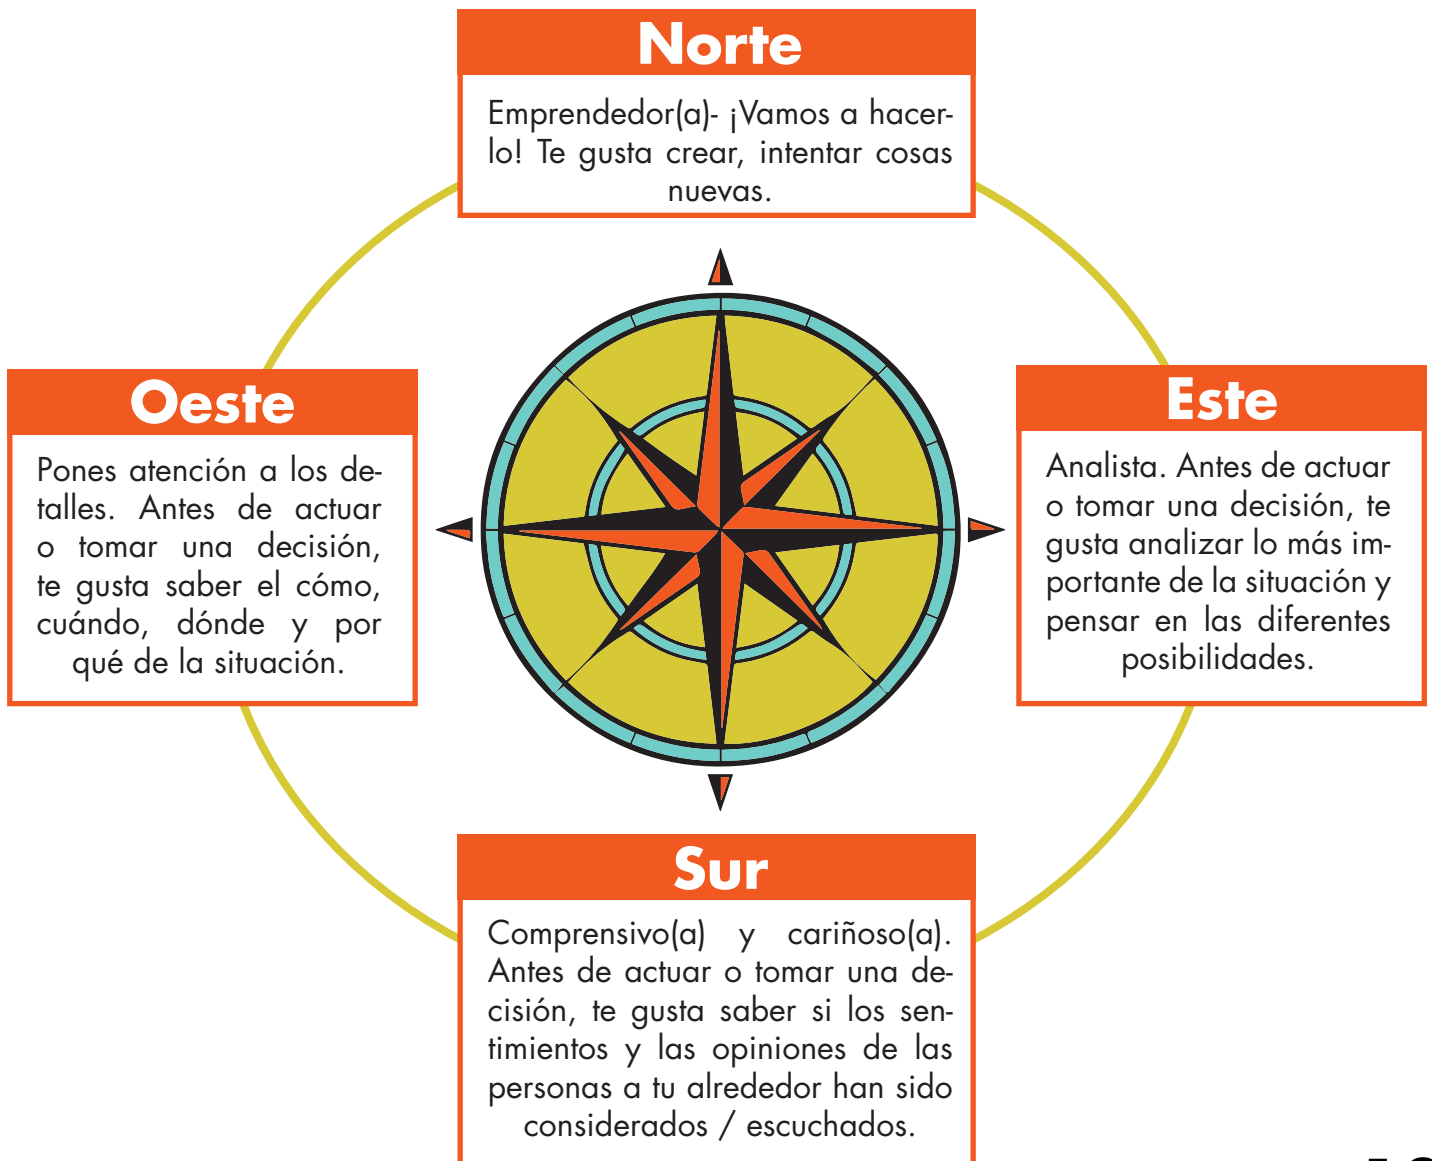 Norte
Emprendedor(a)- ¡Vamos a hacer-
lo! Te gusta crear, intentar cosas
nuevas.
Oeste
Pones atención a los de-
talles. Antes de actuar
o tomar una decisión,
te gusta saber el cómo,
cuándo, dónde y por
qué de la situación.
Este
Analista. Antes de actuar
o tomar una decisión, te
gusta analizar lo más im-
portante de la situación y
pensar en las diferentes
posibilidades.
Sur
Comprensivo(a) y cariñoso(a).
Antes de actuar o tomar una de-
cisión, te gusta saber si los sen-
timientos y las opiniones de las
personas a tu alrededor han sido
considerados / escuchados.